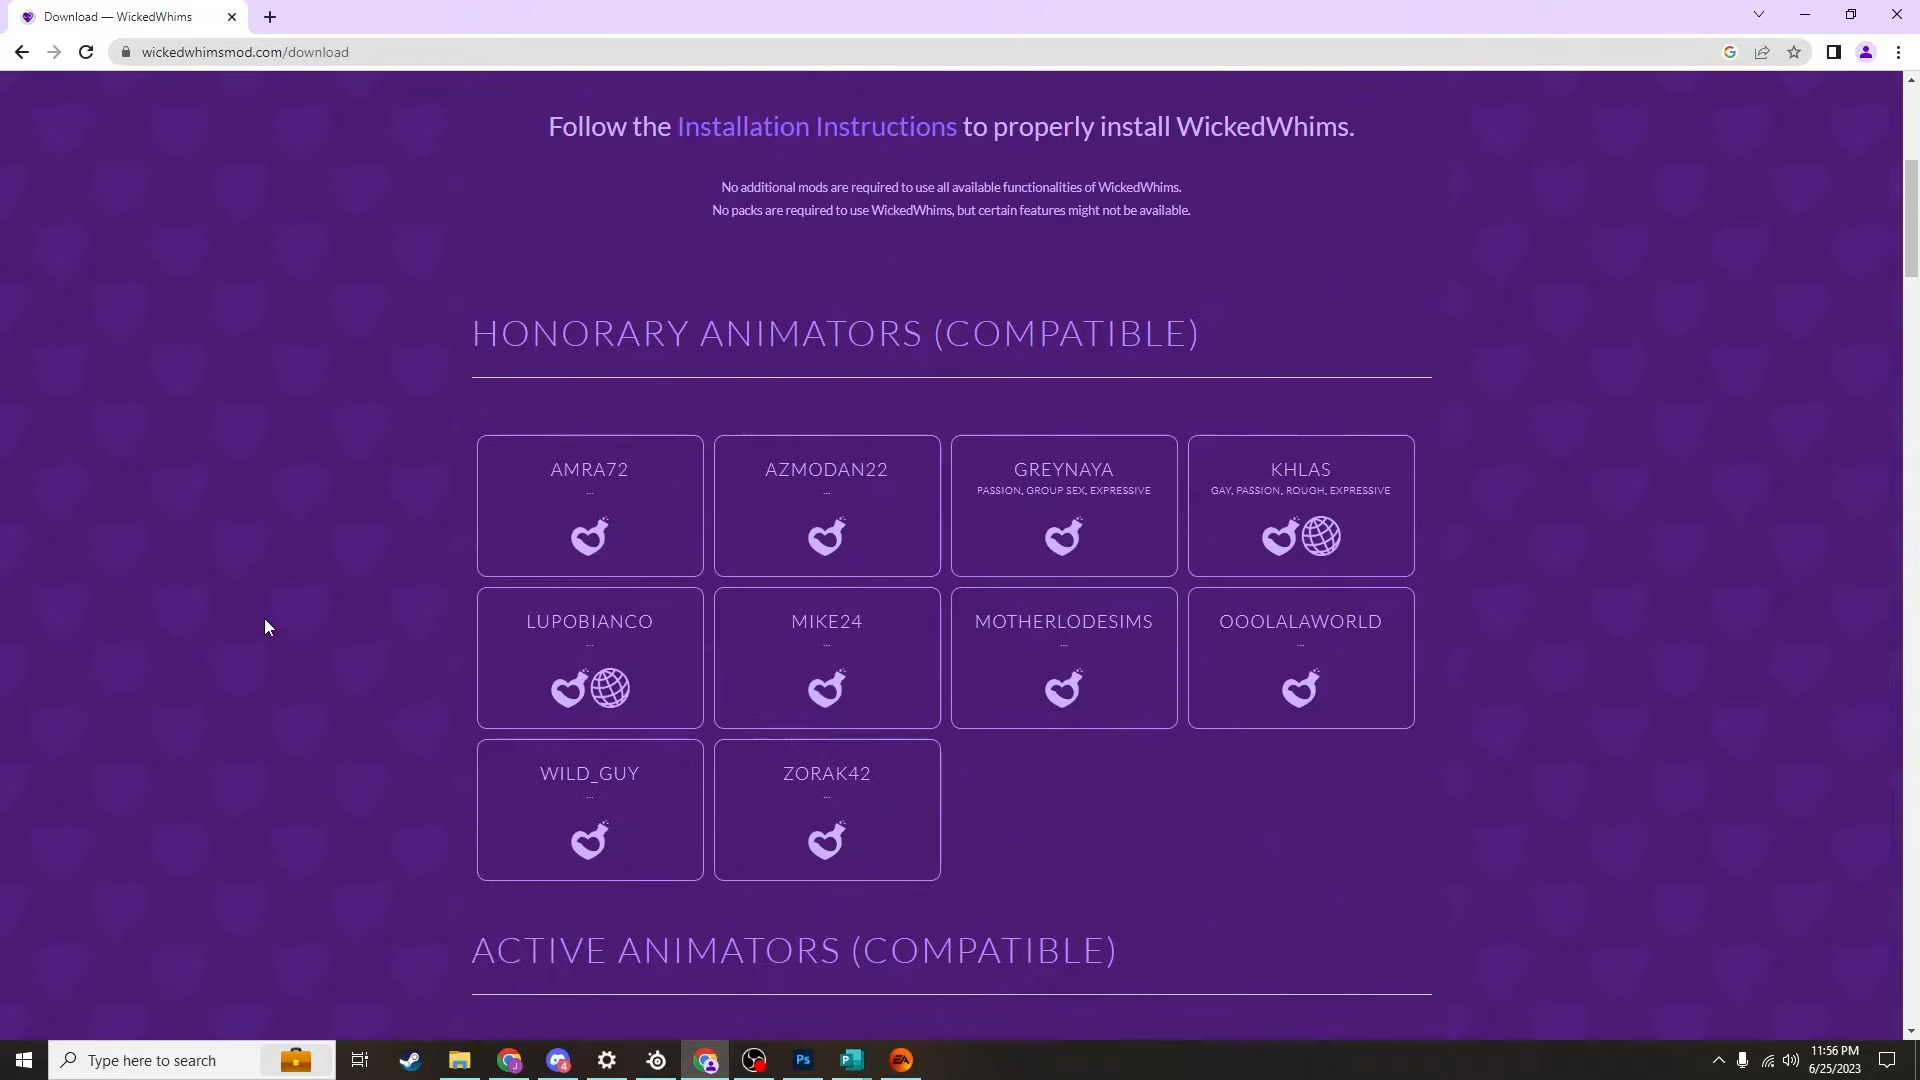 Download — WickedWhims
wickedwhimsmod.com/download
Follow the Installation Instructions to properly install WickedWhims.
No additional mods are required to use all available functionalities of WickedWhims.
No packs are required to use WickedWhims, but certain features might not be available.
HONORARY ANIMATORS (COMPATIBLE)
AMRA72
...
AZMODAN22
...
GREYNAYA
PASSION, GROUP SEX, EXPRESSIVE
KHLAS
GAY, PASSION, ROUGH, EXPRESSIVE
LUPOBIANCO
...
MIKE24
...
MOTHERLODESIMS
...
OOOLALAWORLD
...
WILD_GUY
...
ZORAK42
...
ACTIVE ANIMATORS (COMPATIBLE)
Type here to search
4
Ps
P
EA
11:56 PM
6/25/2023